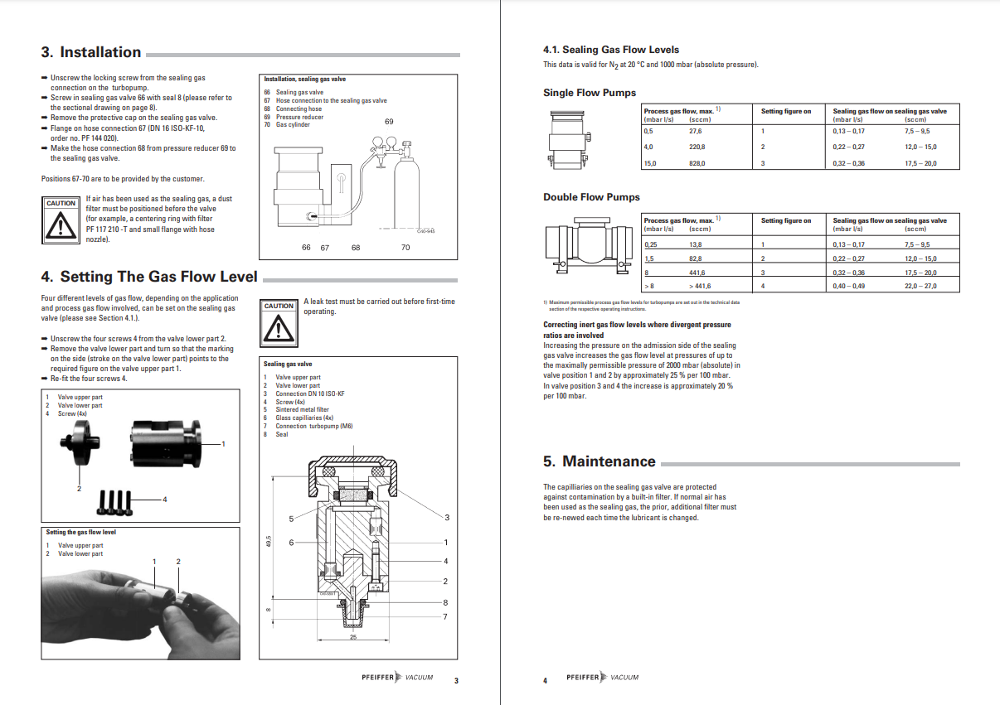 3. Installation
➡ Unscrew the locking screw from the sealing gas
connection on the turbopump.
➡ Screw in sealing gas valve 66 with seal 8 (please refer to
the sectional drawing on page 8).
➡ Remove the protective cap on the sealing gas valve.
➡ Flange on hose connection 67 (DN 16 ISO-KF-10,
order no. PF 144 020).
➡ Make the hose connection 68 from pressure reducer 69 to
the sealing gas valve.
Positions 67-70 are to be provided by the customer.
CAUTION
If air has been used as the sealing gas, a dust
filter must be positioned before the valve
(for example, a centering ring with filter
PF 117 210 -T and small flange with hose
nozzle).
Installation, sealing gas valve
66 Sealing gas valve
67 Hose connection to the sealing gas valve
68 Connecting hose
69 Pressure reducer
70 Gas cylinder
69
C40-945
66 67 68 70
4. Setting The Gas Flow Level
Four different levels of gas flow, depending on the application
and process gas flow involved, can be set on the sealing gas
valve (please see Section 4.1.).
➡ Unscrew the four screws 4 from the valve lower part 2.
➡ Remove the valve lower part and turn so that the marking
on the side (stroke on the valve lower part) points to the
required figure on the valve upper part 1.
➡ Re-fit the four screws 4.
1 Valve upper part
2 Valve lower part
4 Screw (4x)
1
2
4
Setting the gas flow level
1 Valve upper part
2 Valve lower part
1 2
CAUTION
A leak test must be carried out before first-time
operating.
Sealing gas valve
1 Valve upper part
2 Valve lower part
3 Connection DN 10 ISO-KF
4 Screw (4x)
5 Sintered metal filter
6 Glass capilliaries (4x)
7 Connection turbopump (M6)
8 Seal
5
3
49,5
6
1
4
2
8
8
7
25
PFEIFFER VACUUM
3
4.1. Sealing Gas Flow Levels
This data is valid for N2 at 20 °C and 1000 mbar (absolute pressure).
Single Flow Pumps
Process gas flow, max. 1) Setting figure on Sealing gas flow on sealing gas valve
(mbar l/s) (sccm) (mbar l/s) (sccm)
0,5 27,6 1 0,13 – 0,17 7,5 – 9,5
4,0 220,8 2 0,22 – 0,27 12,0 – 15,0
15,0 828,0 3 0,32 – 0,36 17,5 – 20,0
Double Flow Pumps
Process gas flow, max. 1) Setting figure on Sealing gas flow on sealing gas valve
(mbar l/s) (sccm) (mbar l/s) (sccm)
0,25 13,8 1 0,13 – 0,17 7,5 – 9,5
1,5 82,8 2 0,22 – 0,27 12,0 – 15,0
8 441,6 3 0,32 – 0,36 17,5 – 20,0
> 8 > 441,6 4 0,40 – 0,49 22,0 – 27,0
1) Maximum permissible process gas flow levels for turbopumps are set out in the technical data
section of the respective operating instructions.
Correcting inert gas flow levels where divergent pressure
ratios are involved
Increasing the pressure on the admission side of the sealing
gas valve increases the gas flow level at pressures of up to
the maximally permissible pressure of 2000 mbar (absolute) in
valve position 1 and 2 by approximately 25 % per 100 mbar.
In valve position 3 and 4 the increase is approximately 20 %
per 100 mbar.
5. Maintenance
The capilliaries on the sealing gas valve are protected
against contamination by a built-in filter. If normal air has
been used as the sealing gas, the prior, additional filter must
be re-newed each time the lubricant is changed.
4
PFEIFFER VACUUM